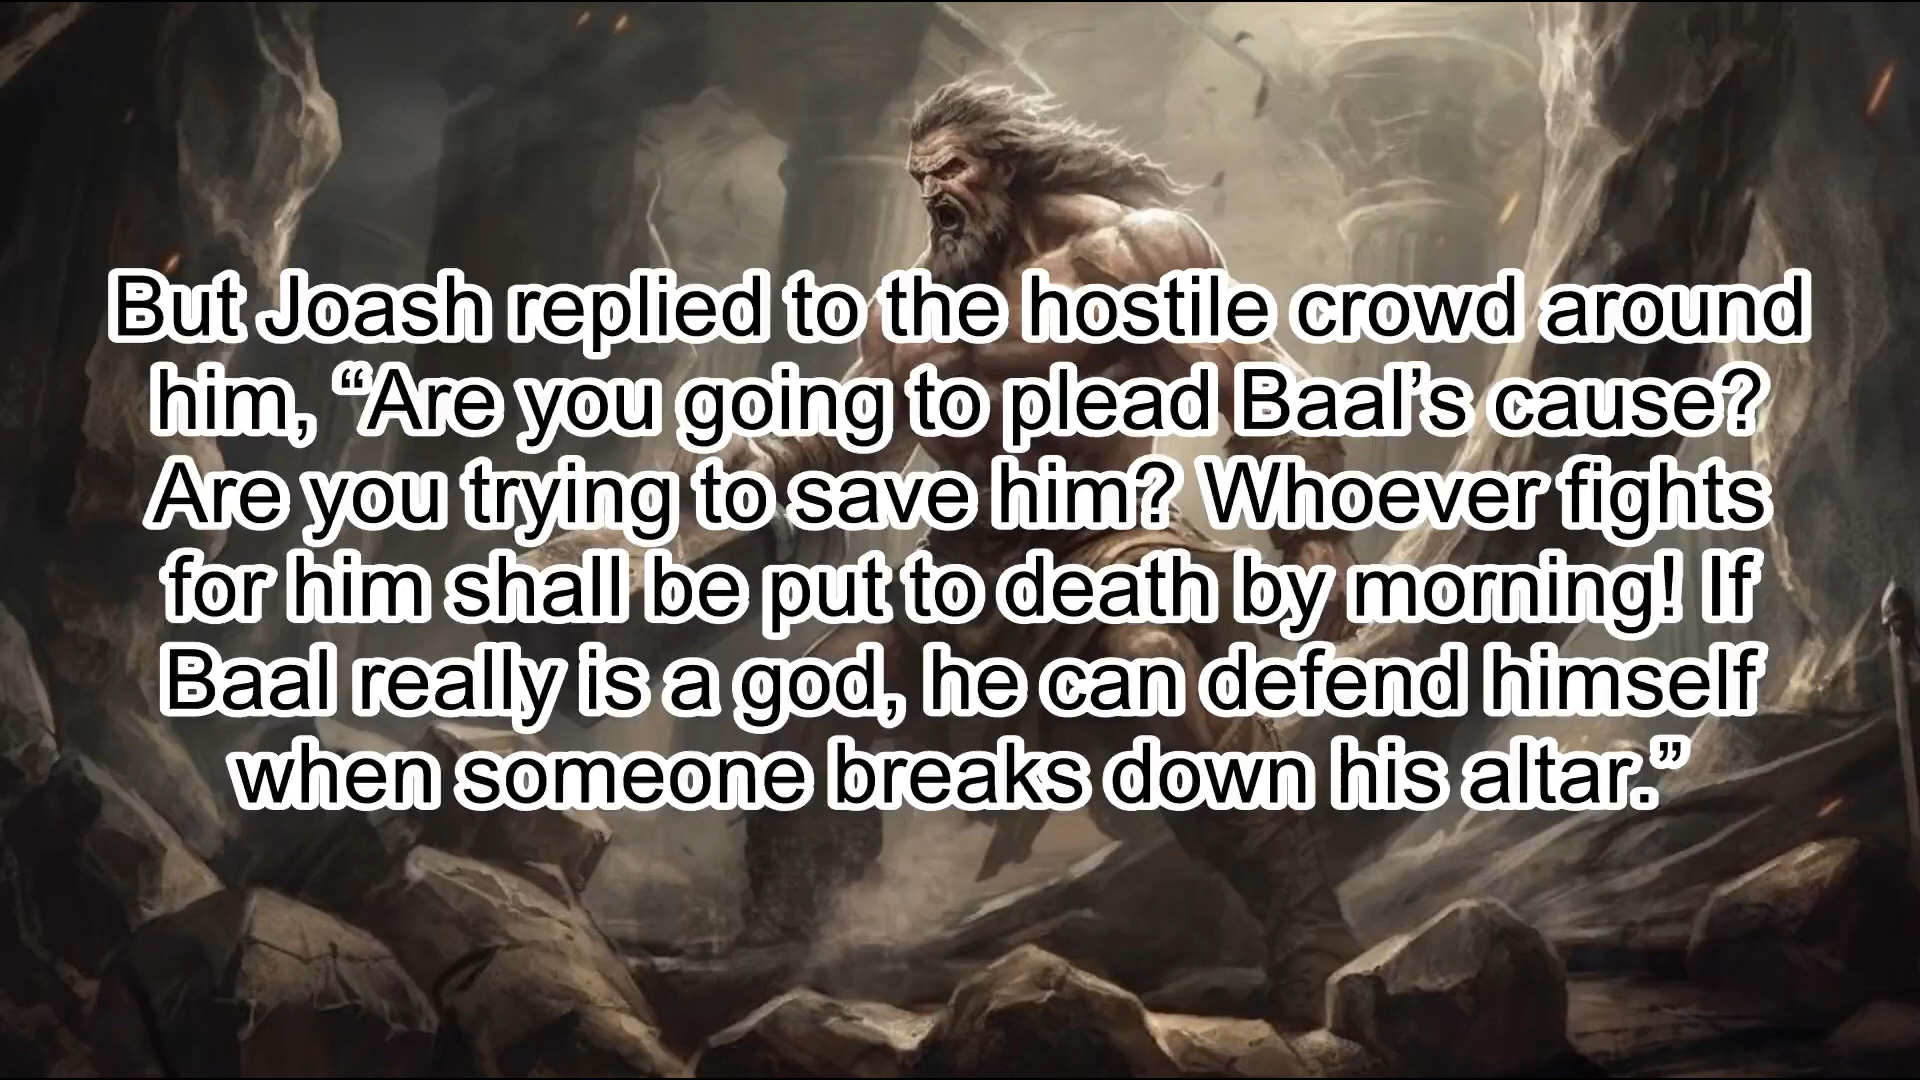 But Joash replied to the hostile crowd around
him, “Are you going to plead Baal’s cause?
Are you trying to save him? Whoever fights
for him shall be put to death by morning! If
Baal really is a god, he can defend himself
when someone breaks down his altar.”